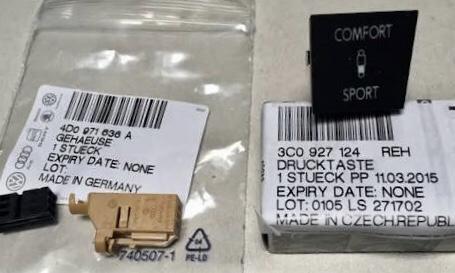 4D0 971 636 A
GEHAEUSE
1 STUECK
EXPIRY DATE: NONE
LOT:
MADE IN GERMANY
740507-1
04
PE-LD
COMFORT
SPORT
3C0 927 124 REH
DRUCKTASTE
1 STUECK PP 11.03.2015
EXPIRY DATE: NONE
LOT: 0105 LS 271702
MADE IN CZECH.REPUBL